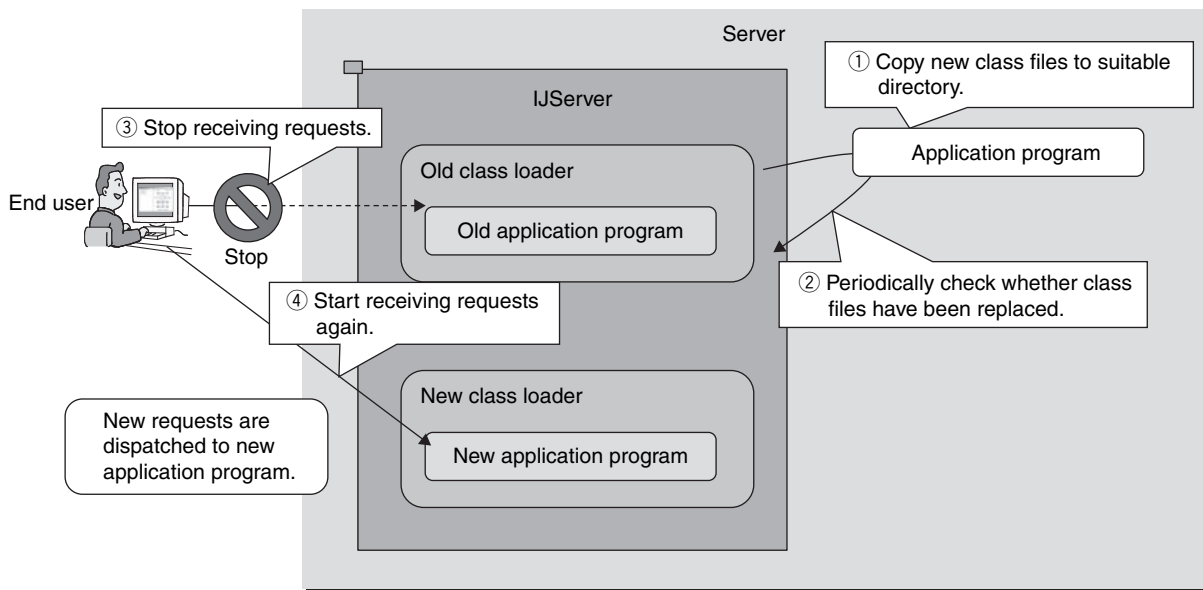 Server
① Copy new class files to suitable
directory.
IJServer
③ Stop receiving requests.
Application program
Old class loader
End user
Old application program
Stop
② Periodically check whether class
files have been replaced.
④ Start receiving requests
again.
New class loader
New requests are
dispatched to new
application program.
New application program